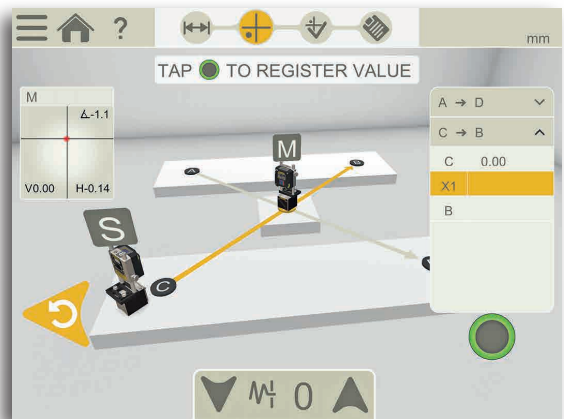 ?
mm
TAP TO REGISTER VALUE
M
∡-1.1
V0.00 H-0.14
A → D
C → B
C 0.00
X1
B
M
A
B
S
C
0